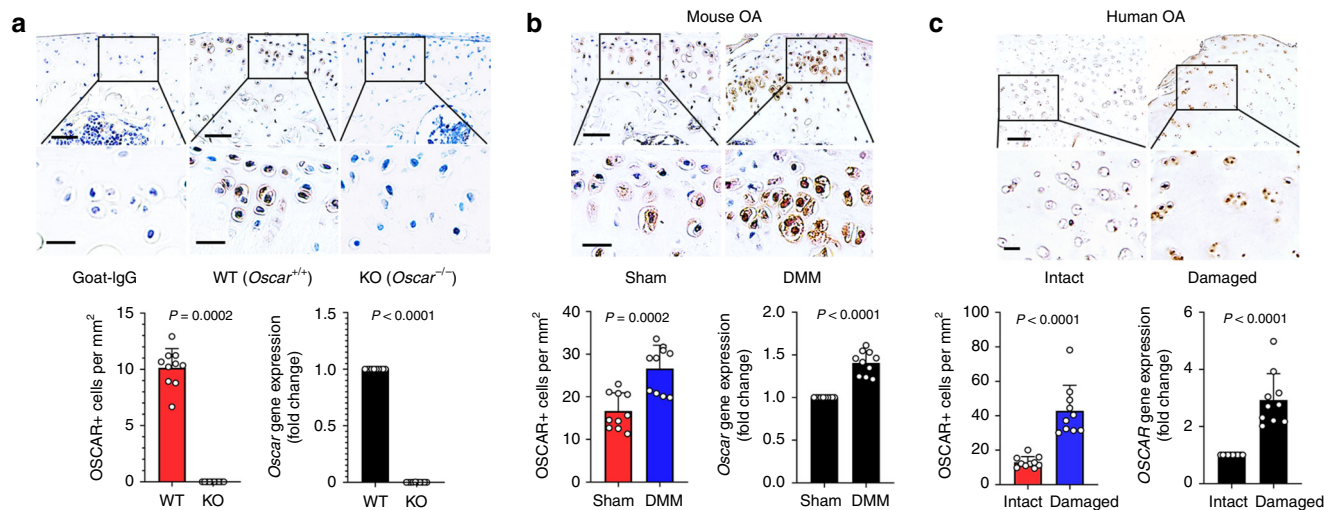 a
Goat-IgG
WT (Oscar+/+)
KO (Oscar−/−)
OSCAR+ cells per mm2
15
10
5
0
P = 0.0002
WT
KO
Oscar gene expression
(fold change)
1.5
1.0
0.5
0.0
P < 0.0001
WT
KO
b
Mouse OA
Sham
DMM
OSCAR+ cells per mm2
40
30
20
10
0
P = 0.0002
Sham
DMM
Oscar gene expression
(fold change)
2.0
1.5
1.0
0.5
0.0
P < 0.0001
Sham
DMM
c
Human OA
Intact
Damaged
OSCAR+ cells per mm2
100
80
60
40
20
0
P < 0.0001
Intact
Damaged
OSCAR gene expression
(fold change)
6
4
2
0
P < 0.0001
Intact
Damaged